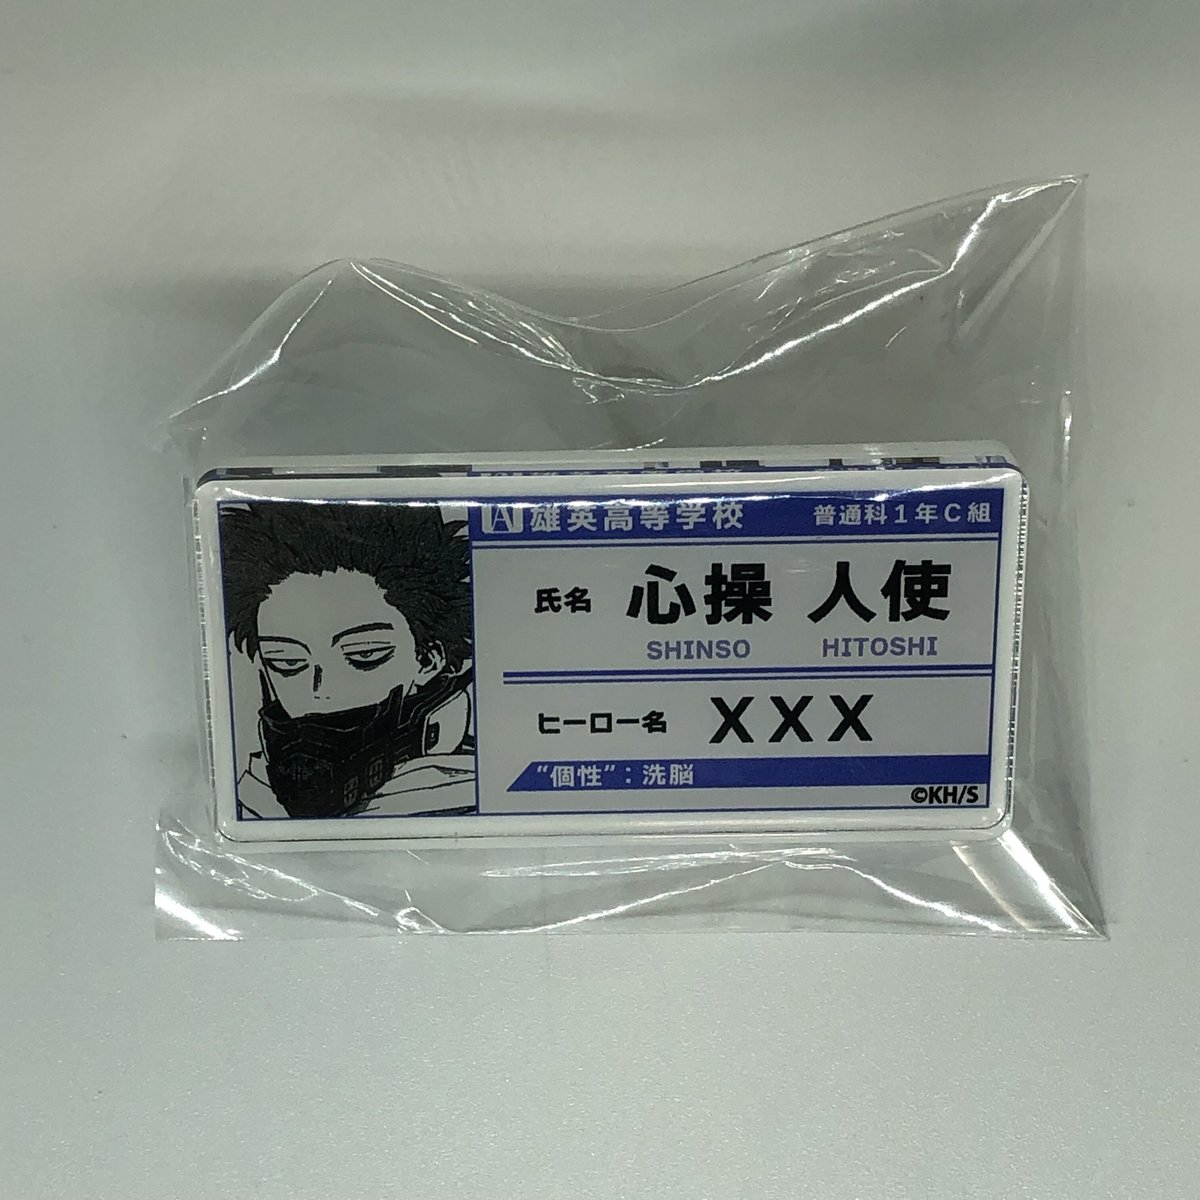 UA 雄英高等学校 普通科1年C組
氏名 心操 人使
SHINSO HITOSHI
ヒーロー名 XXX
“個性”：洗脳
©KH/S